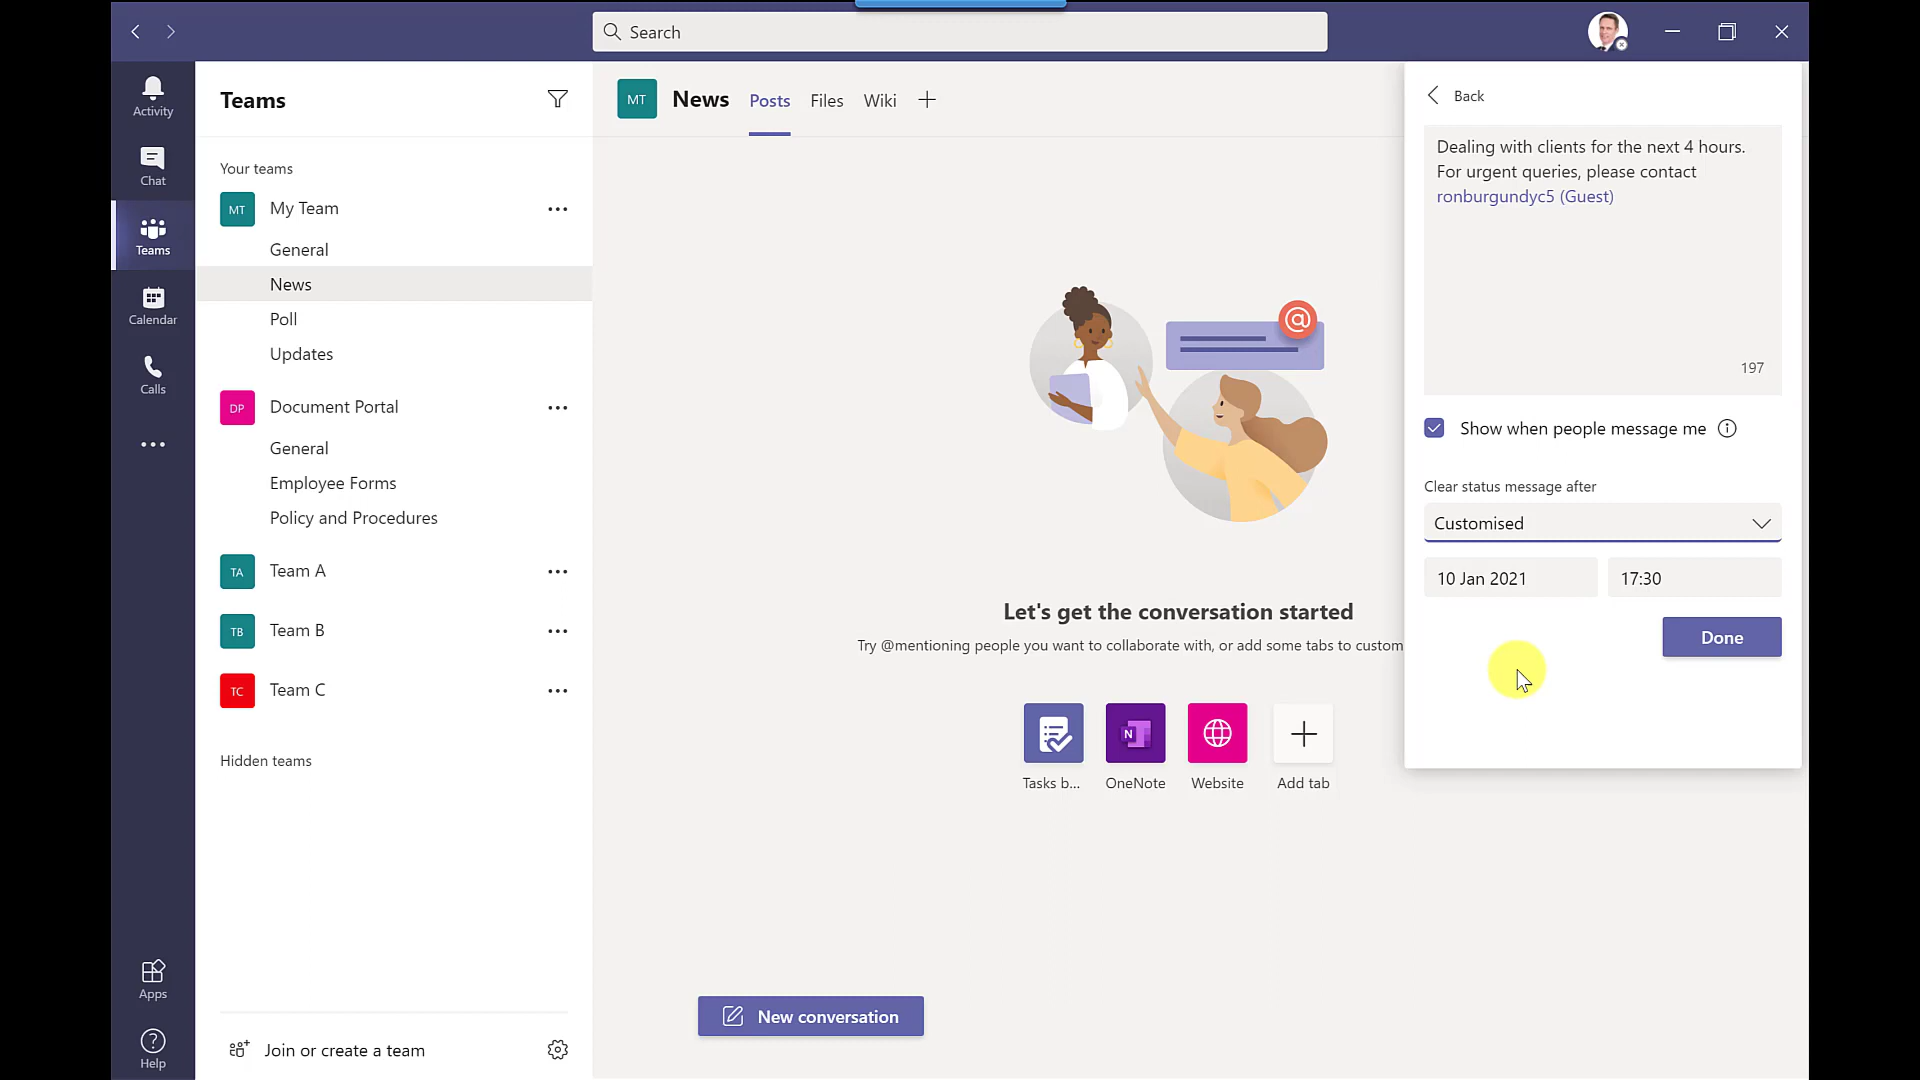 Search
Activity
Chat
Teams
Calendar
Calls
Apps
Help
Teams
Your teams
MT My Team
General
News
Poll
Updates
DP Document Portal
General
Employee Forms
Policy and Procedures
TA Team A
TB Team B
TC Team C
Hidden teams
Join or create a team
MT News Posts Files Wiki
Let's get the conversation started
Try @mentioning people you want to collaborate with, or add some tabs to custom
Tasks b... OneNote Website Add tab
N
New conversation
Back
Dealing with clients for the next 4 hours.
For urgent queries, please contact
ronburgundyc5 (Guest)
197
Show when people message me
Clear status message after
Customised
10 Jan 2021 17:30
Done